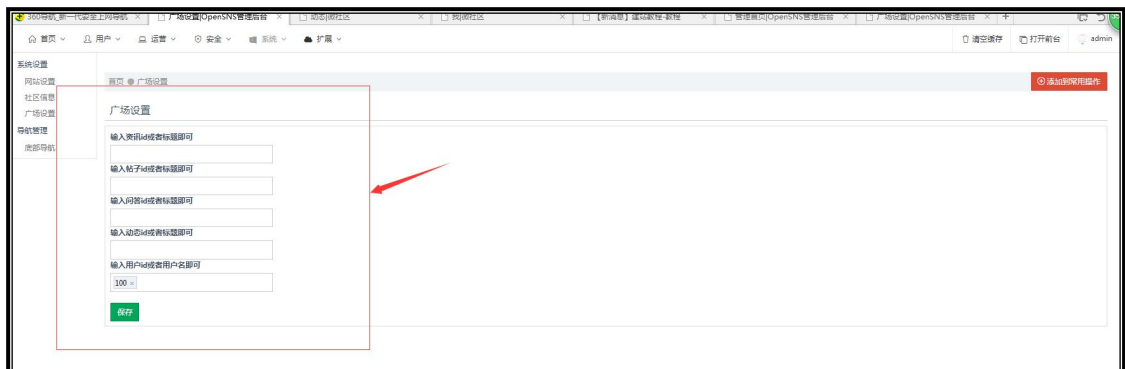 360导航_新一代安全上网导航 × 广场设置|OpenSNS管理后台 × 动态|微社区 × 我|微社区 × 【新消息】建站教程-教程 × 管理首页|OpenSNS管理后台 × 广场设置|OpenSNS管理后台 × +
首页 用户 运营 安全 系统 扩展 清空缓存 打开前台 admin
系统设置
网站设置
社区信息
广场设置
导航管理
底部导航
首页 广场设置 添加到常用操作
广场设置
输入资讯id或者标题即可
输入帖子id或者标题即可
输入问答id或者标题即可
输入动态id或者标题即可
输入用户id或者用户名即可
100 ×
保存